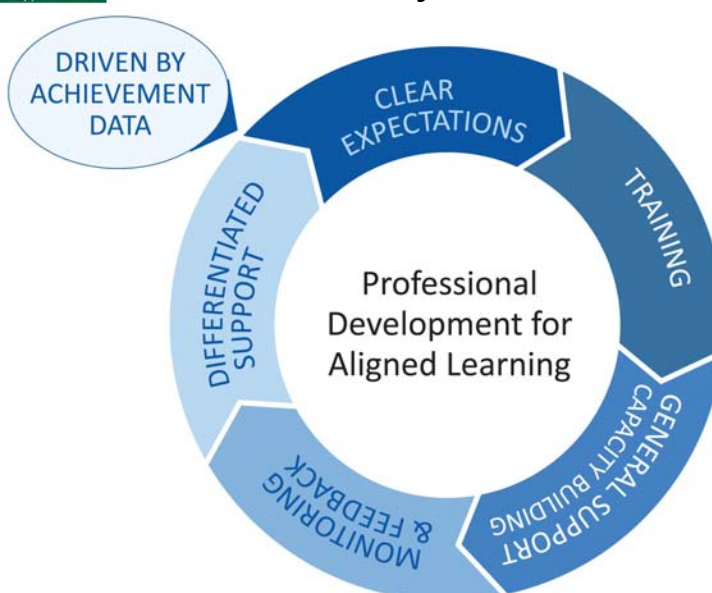 DRIVEN BY
ACHIEVEMENT
DATA
CLEAR
EXPECTATIONS
TRAINING
GENERAL SUPPORT
CAPACITY BUILDING
MONITORING
& FEEDBACK
DIFFERENTIATED
SUPPORT
Professional
Development for
Aligned Learning